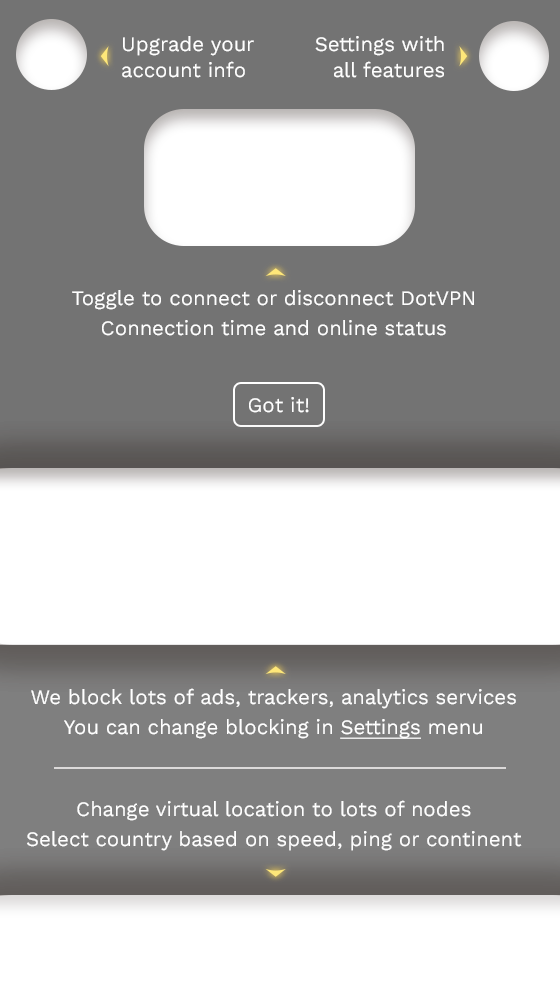 Upgrade your
account info
Settings with
all features
Toggle to connect or disconnect DotVPN
Connection time and online status
Got it!
We block lots of ads, trackers, analytics services
You can change blocking in Settings menu
Change virtual location to lots of nodes
Select country based on speed, ping or continent